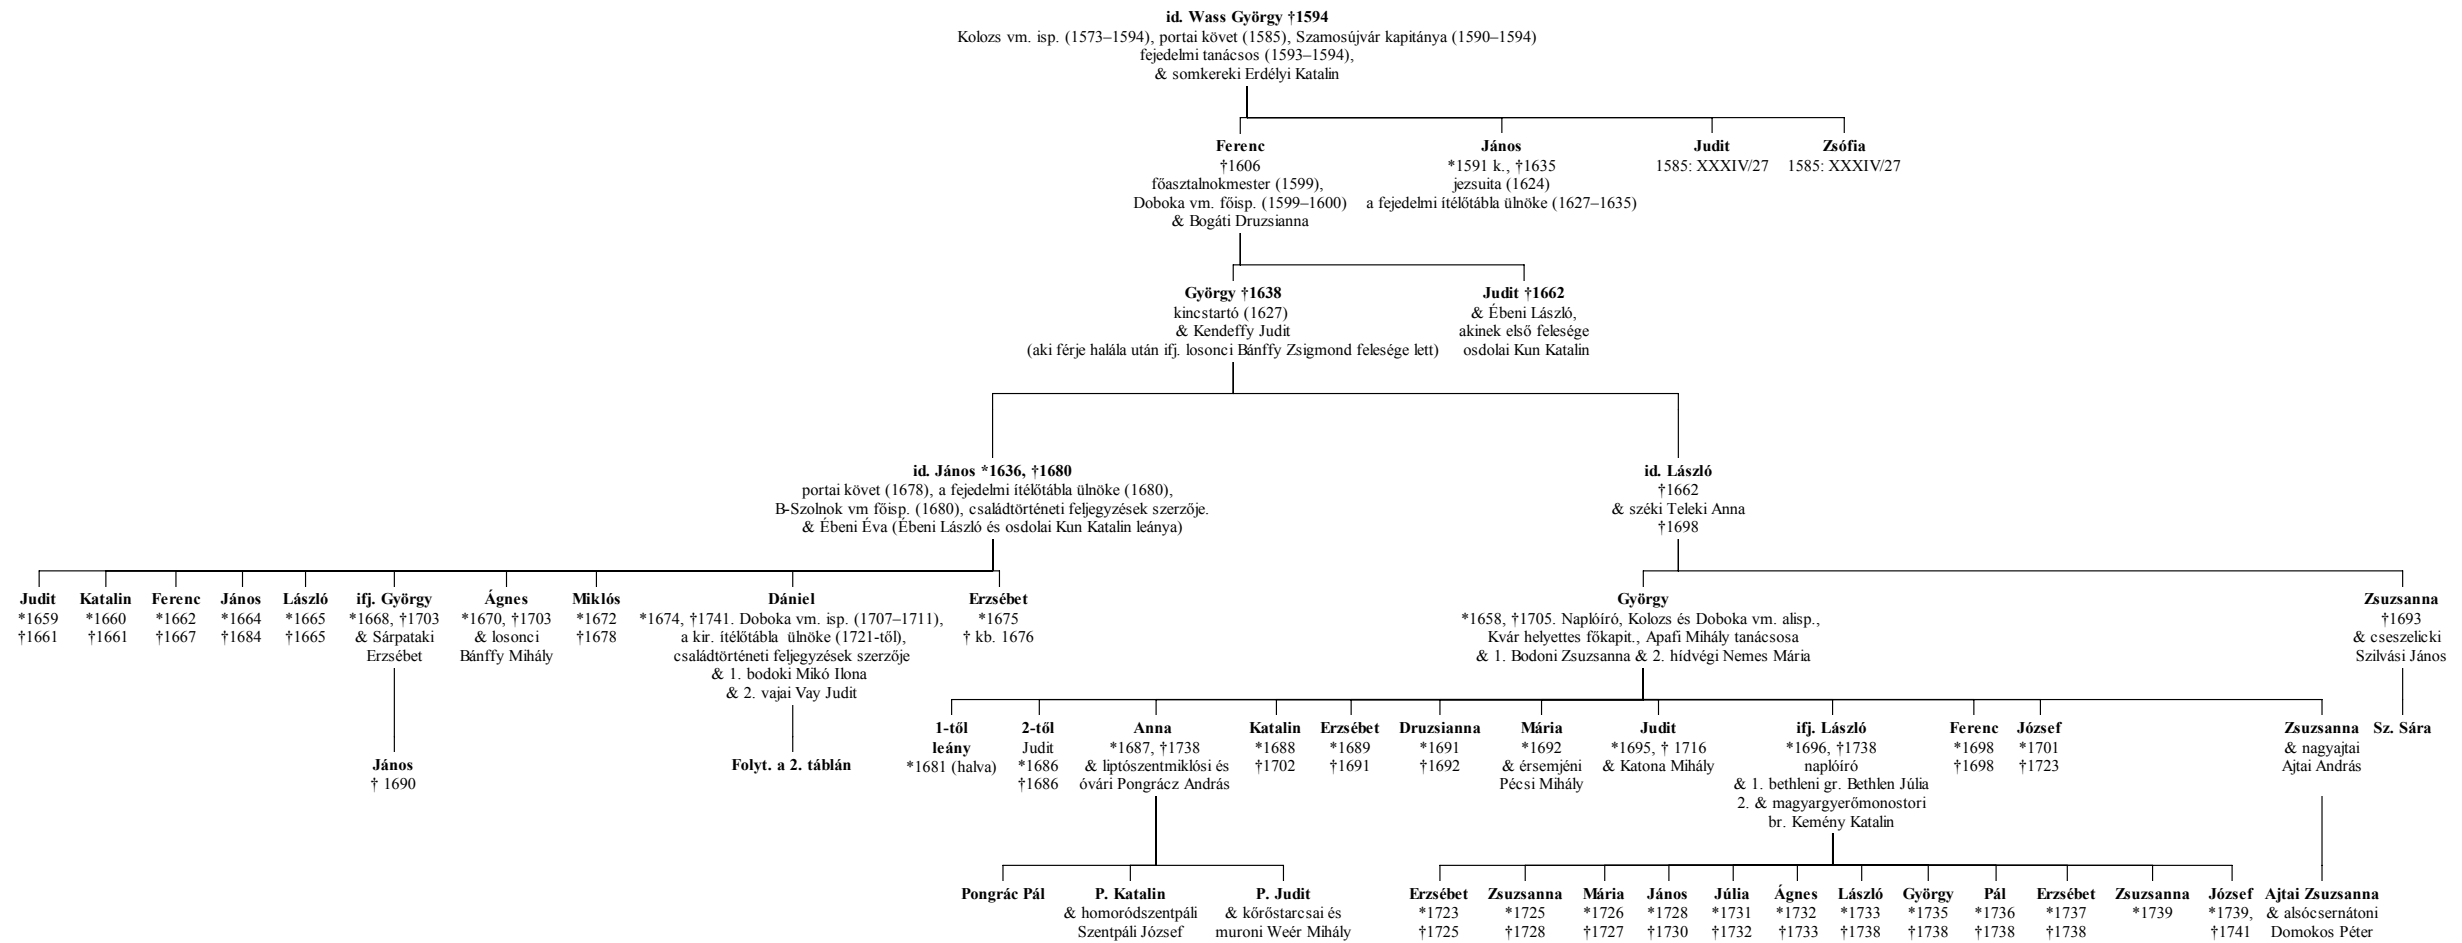 id. Wass György †1594
Kolozs vm. isp. (1573–1594), portai követ (1585), Szamosújvár kapitánya (1590–1594)
fejedelmi tanácsos (1593–1594),
& somkereki Erdélyi Katalin
Ferenc
†1606
főasztalnokmester (1599),
Doboka vm. főisp. (1599–1600)
& Bogáti Druzsianna
János
*1591 k., †1635
jezsuita (1624)
a fejedelmi ítélőtábla ülnöke (1627–1635)
Judit
1585: XXXIV/27
Zsófia
1585: XXXIV/27
György †1638
kincstartó (1627)
& Kendeffy Judit
(aki férje halála után ifj. losonci Bánffy Zsigmond felesége lett)
Judit †1662
& Ébeni László,
akinek első felesége
osdolai Kun Katalin
id. János *1636, †1680
portai követ (1678), a fejedelmi ítélőtábla ülnöke (1680),
B-Szolnok vm főisp. (1680), családtörténeti feljegyzések szerzője.
& Ébeni Éva (Ébeni László és osdolai Kun Katalin leánya)
id. László
†1662
& széki Teleki Anna
†1698
Judit
*1659
†1661
Katalin
*1660
†1661
Ferenc
*1662
†1667
János
*1664
†1684
László
*1665
†1665
ifj. György
*1668, †1703
& Sárpataki
Erzsébet
Ágnes
*1670, †1703
& losonci
Bánffy Mihály
Miklós
*1672
†1678
Dániel
*1674, †1741. Doboka vm. isp. (1707–1711),
a kir. ítélőtábla ülnöke (1721-től),
családtörténeti feljegyzések szerzője
& 1. bodoki Mikó Ilona
& 2. vajai Vay Judit
Erzsébet
*1675
† kb. 1676
György
*1658, †1705. Naplóíró, Kolozs és Doboka vm. alisp.,
Kvár helyettes főkapit., Apafi Mihály tanácsosa
& 1. Bodoni Zsuzsanna & 2. hídvégi Nemes Mária
Zsuzsanna
†1693
& cseszelicki
Szilvási János
János
† 1690
Folyt. a 2. táblán
1-től
leány
*1681 (halva)
2-től
Judit
*1686
†1686
Anna
*1687, †1738
& liptószentmiklósi és
óvári Pongrácz András
Katalin
*1688
†1702
Erzsébet
*1689
†1691
Druzsianna
*1691
†1692
Mária
*1692
& érsemjéni
Pécsi Mihály
Judit
*1695, † 1716
& Katona Mihály
ifj. László
*1696, †1738
naplóíró
& 1. bethleni gr. Bethlen Júlia
2. & magyargyerőmonostori
br. Kemény Katalin
Ferenc
*1698
†1698
József
*1701
†1723
Zsuzsanna
& nagyajtai
Ajtai András
Sz. Sára
Pongrác Pál
P. Katalin
& homoródszentpáli
Szentpáli József
P. Judit
& kőröstarcsai és
muroni Weér Mihály
Erzsébet
*1723
†1725
Zsuzsanna
*1725
†1728
Mária
*1726
†1727
János
*1728
†1730
Júlia
*1731
†1732
Ágnes
*1732
†1733
László
*1733
†1738
György
*1735
†1738
Pál
*1736
†1738
Erzsébet
*1737
†1738
Zsuzsanna
*1739
József
*1739,
†1741
Ajtai Zsuzsanna
& alsócsernátoni
Domokos Péter